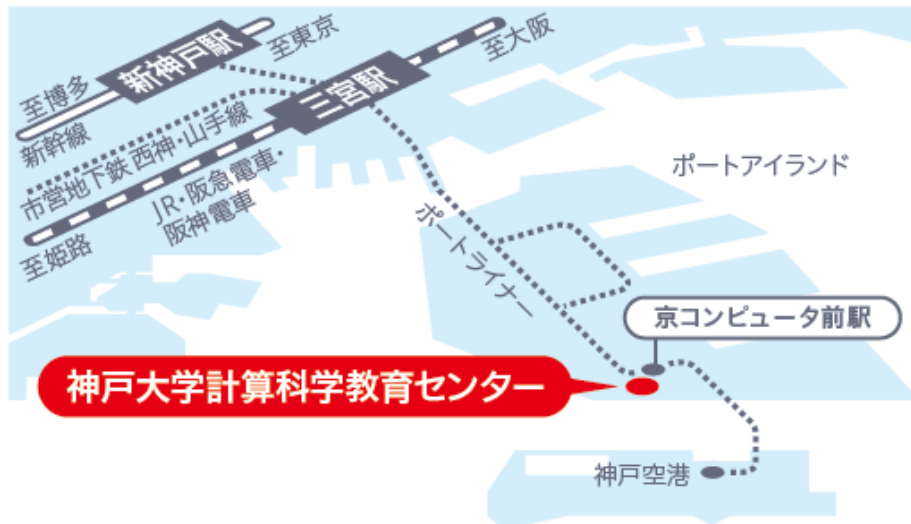 至東京
新神戸駅
至大阪
三宮駅
至博多
新幹線
市営地下鉄 西神・山手線
JR・阪急電車・
阪神電車
至姫路
ポートアイランド
ポートライナー
京コンピュータ前駅
神戸大学計算科学教育センター
神戸空港